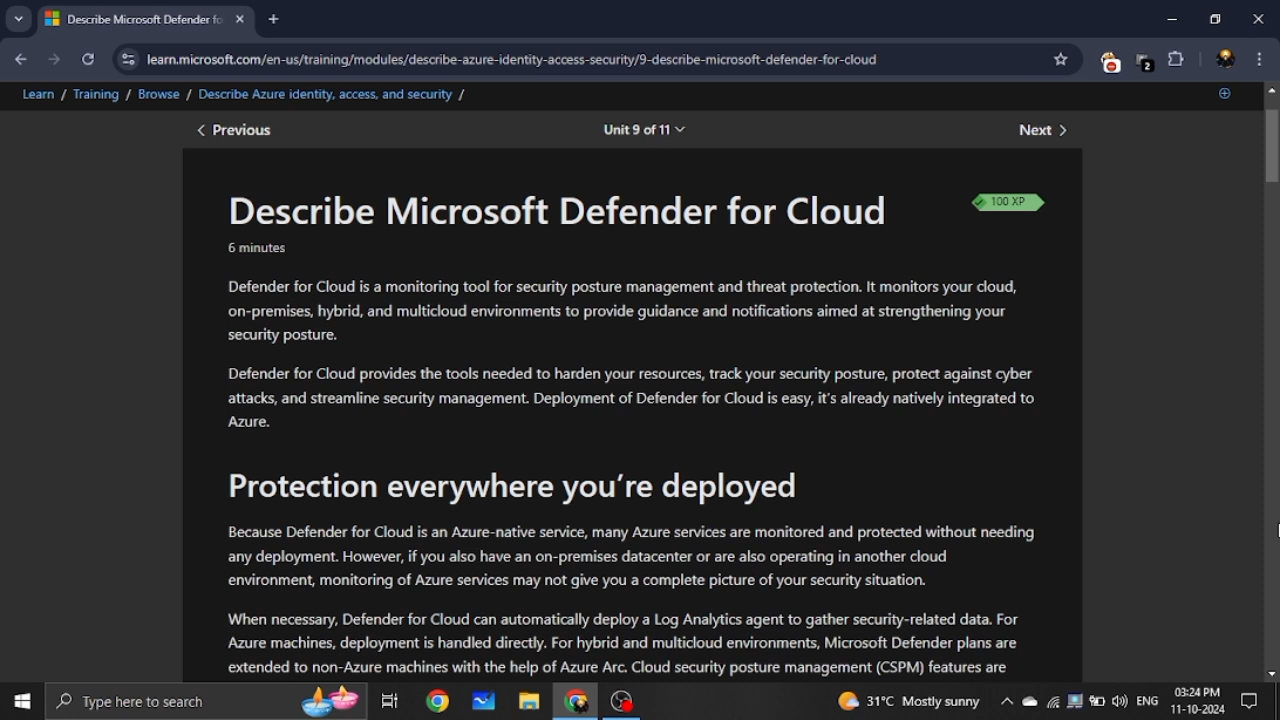 Describe Microsoft Defender fo
learn.microsoft.com/en-us/training/modules/describe-azure-identity-access-security/9-describe-microsoft-defender-for-cloud
2
Learn / Training / Browse / Describe Azure identity, access, and security /
Previous
Unit 9 of 11
Next
Describe Microsoft Defender for Cloud
100 XP
6 minutes
Defender for Cloud is a monitoring tool for security posture management and threat protection. It monitors your cloud,
on-premises, hybrid, and multicloud environments to provide guidance and notifications aimed at strengthening your
security posture.
Defender for Cloud provides the tools needed to harden your resources, track your security posture, protect against cyber
attacks, and streamline security management. Deployment of Defender for Cloud is easy, it’s already natively integrated to
Azure.
Protection everywhere you’re deployed
Because Defender for Cloud is an Azure-native service, many Azure services are monitored and protected without needing
any deployment. However, if you also have an on-premises datacenter or are also operating in another cloud
environment, monitoring of Azure services may not give you a complete picture of your security situation.
When necessary, Defender for Cloud can automatically deploy a Log Analytics agent to gather security-related data. For
Azure machines, deployment is handled directly. For hybrid and multicloud environments, Microsoft Defender plans are
extended to non-Azure machines with the help of Azure Arc. Cloud security posture management (CSPM) features are
Type here to search
31°C Mostly sunny
ENG
03:24 PM
11-10-2024